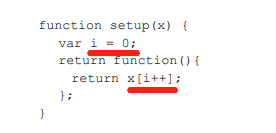 function setup(x) {
  var i = 0;
  return function(){
    return x[i++];
  };
}